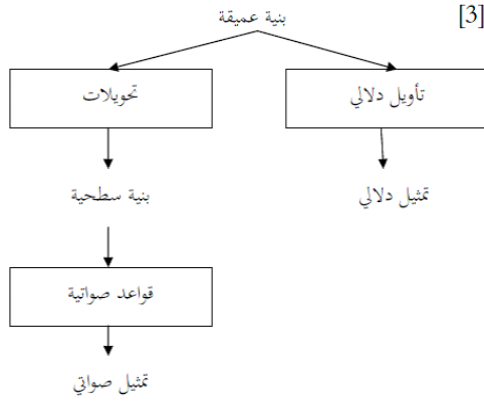 [3]
بنية عميقة
تأويل دلالي
تحويلات
تمثيل دلالي
بنية سطحية
قواعد صواتية
تمثيل صواتي